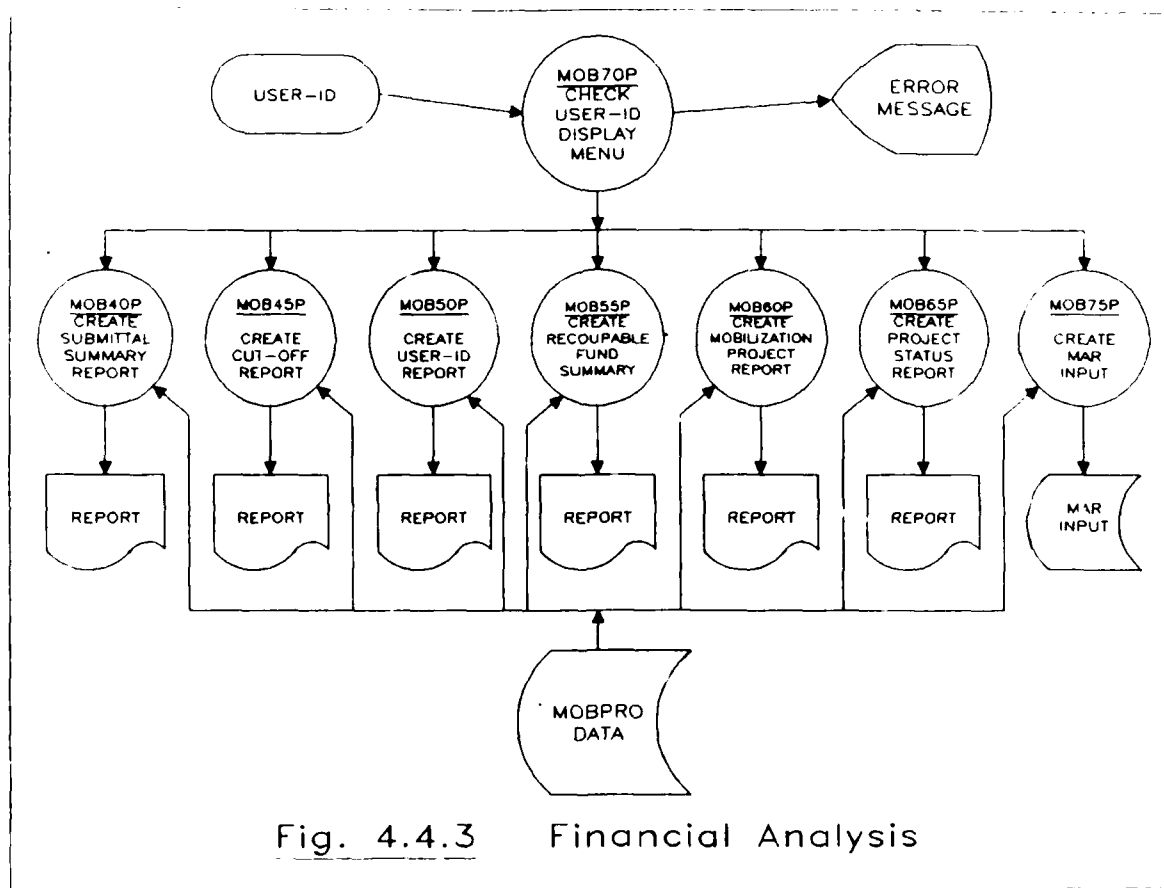 USER-ID
MOB70P
CHECK
USER-ID
DISPLAY
MENU
ERROR
MESSAGE
MOB40P
CREATE
SUBMITTAL
SUMMARY
REPORT
MOB45P
CREATE
CUT-OFF
REPORT
MOB50P
CREATE
USER-ID
REPORT
MOB55P
CREATE
RECOUPABLE
FUND
SUMMARY
MOB60P
CREATE
MOBILIZATION
PROJECT
REPORT
MOB65P
CREATE
PROJECT
STATUS
REPORT
MOB75P
CREATE
MAR
INPUT
REPORT
REPORT
REPORT
REPORT
REPORT
REPORT
MAR
INPUT
MOBPRO
DATA
Fig. 4.4.3 Financial Analysis